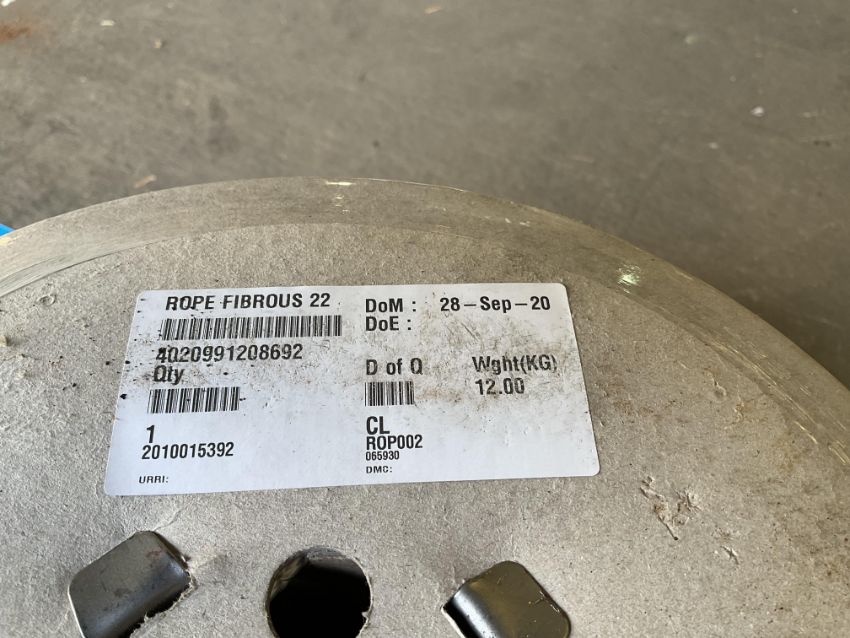 ROPE FIBROUS 22
DoM : 28-Sep-20
DoE :
4020991208692
Qty
D of Q
Wght(KG)
12.00
1
2010015392
CL
ROP002
065930
URRI:
DMC: